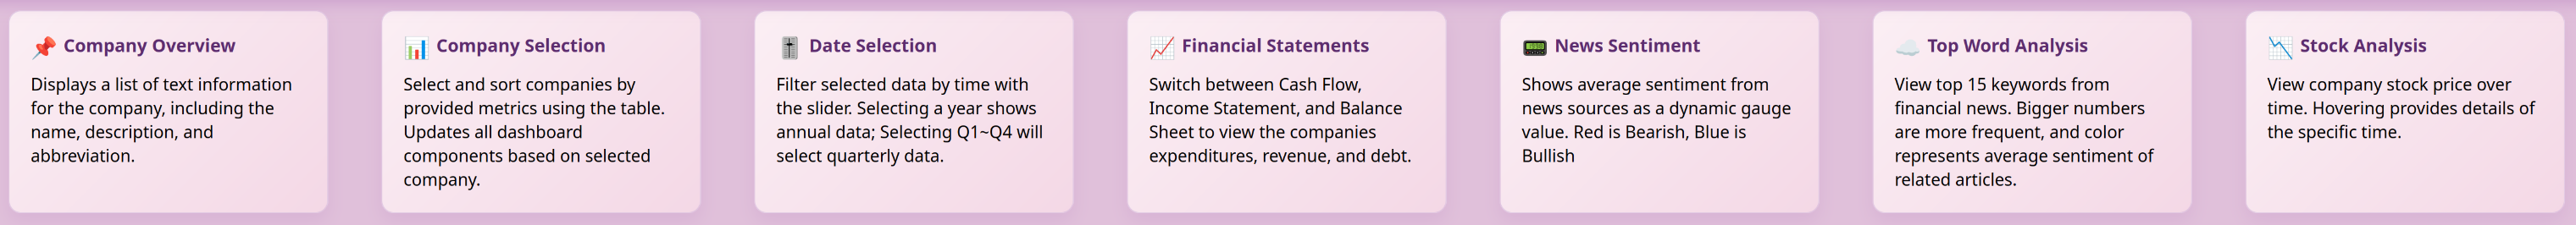 Company Overview
Displays a list of text information
for the company, including the
name, description, and
abbreviation.
Company Selection
Select and sort companies by
provided metrics using the table.
Updates all dashboard
components based on selected
company.
Date Selection
Filter selected data by time with
the slider. Selecting a year shows
annual data; Selecting Q1~Q4 will
select quarterly data.
Financial Statements
Switch between Cash Flow,
Income Statement, and Balance
Sheet to view the companies
expenditures, revenue, and debt.
News Sentiment
Shows average sentiment from
news sources as a dynamic gauge
value. Red is Bearish, Blue is
Bullish
Top Word Analysis
View top 15 keywords from
financial news. Bigger numbers
are more frequent, and color
represents average sentiment of
related articles.
Stock Analysis
View company stock price over
time. Hovering provides details of
the specific time.